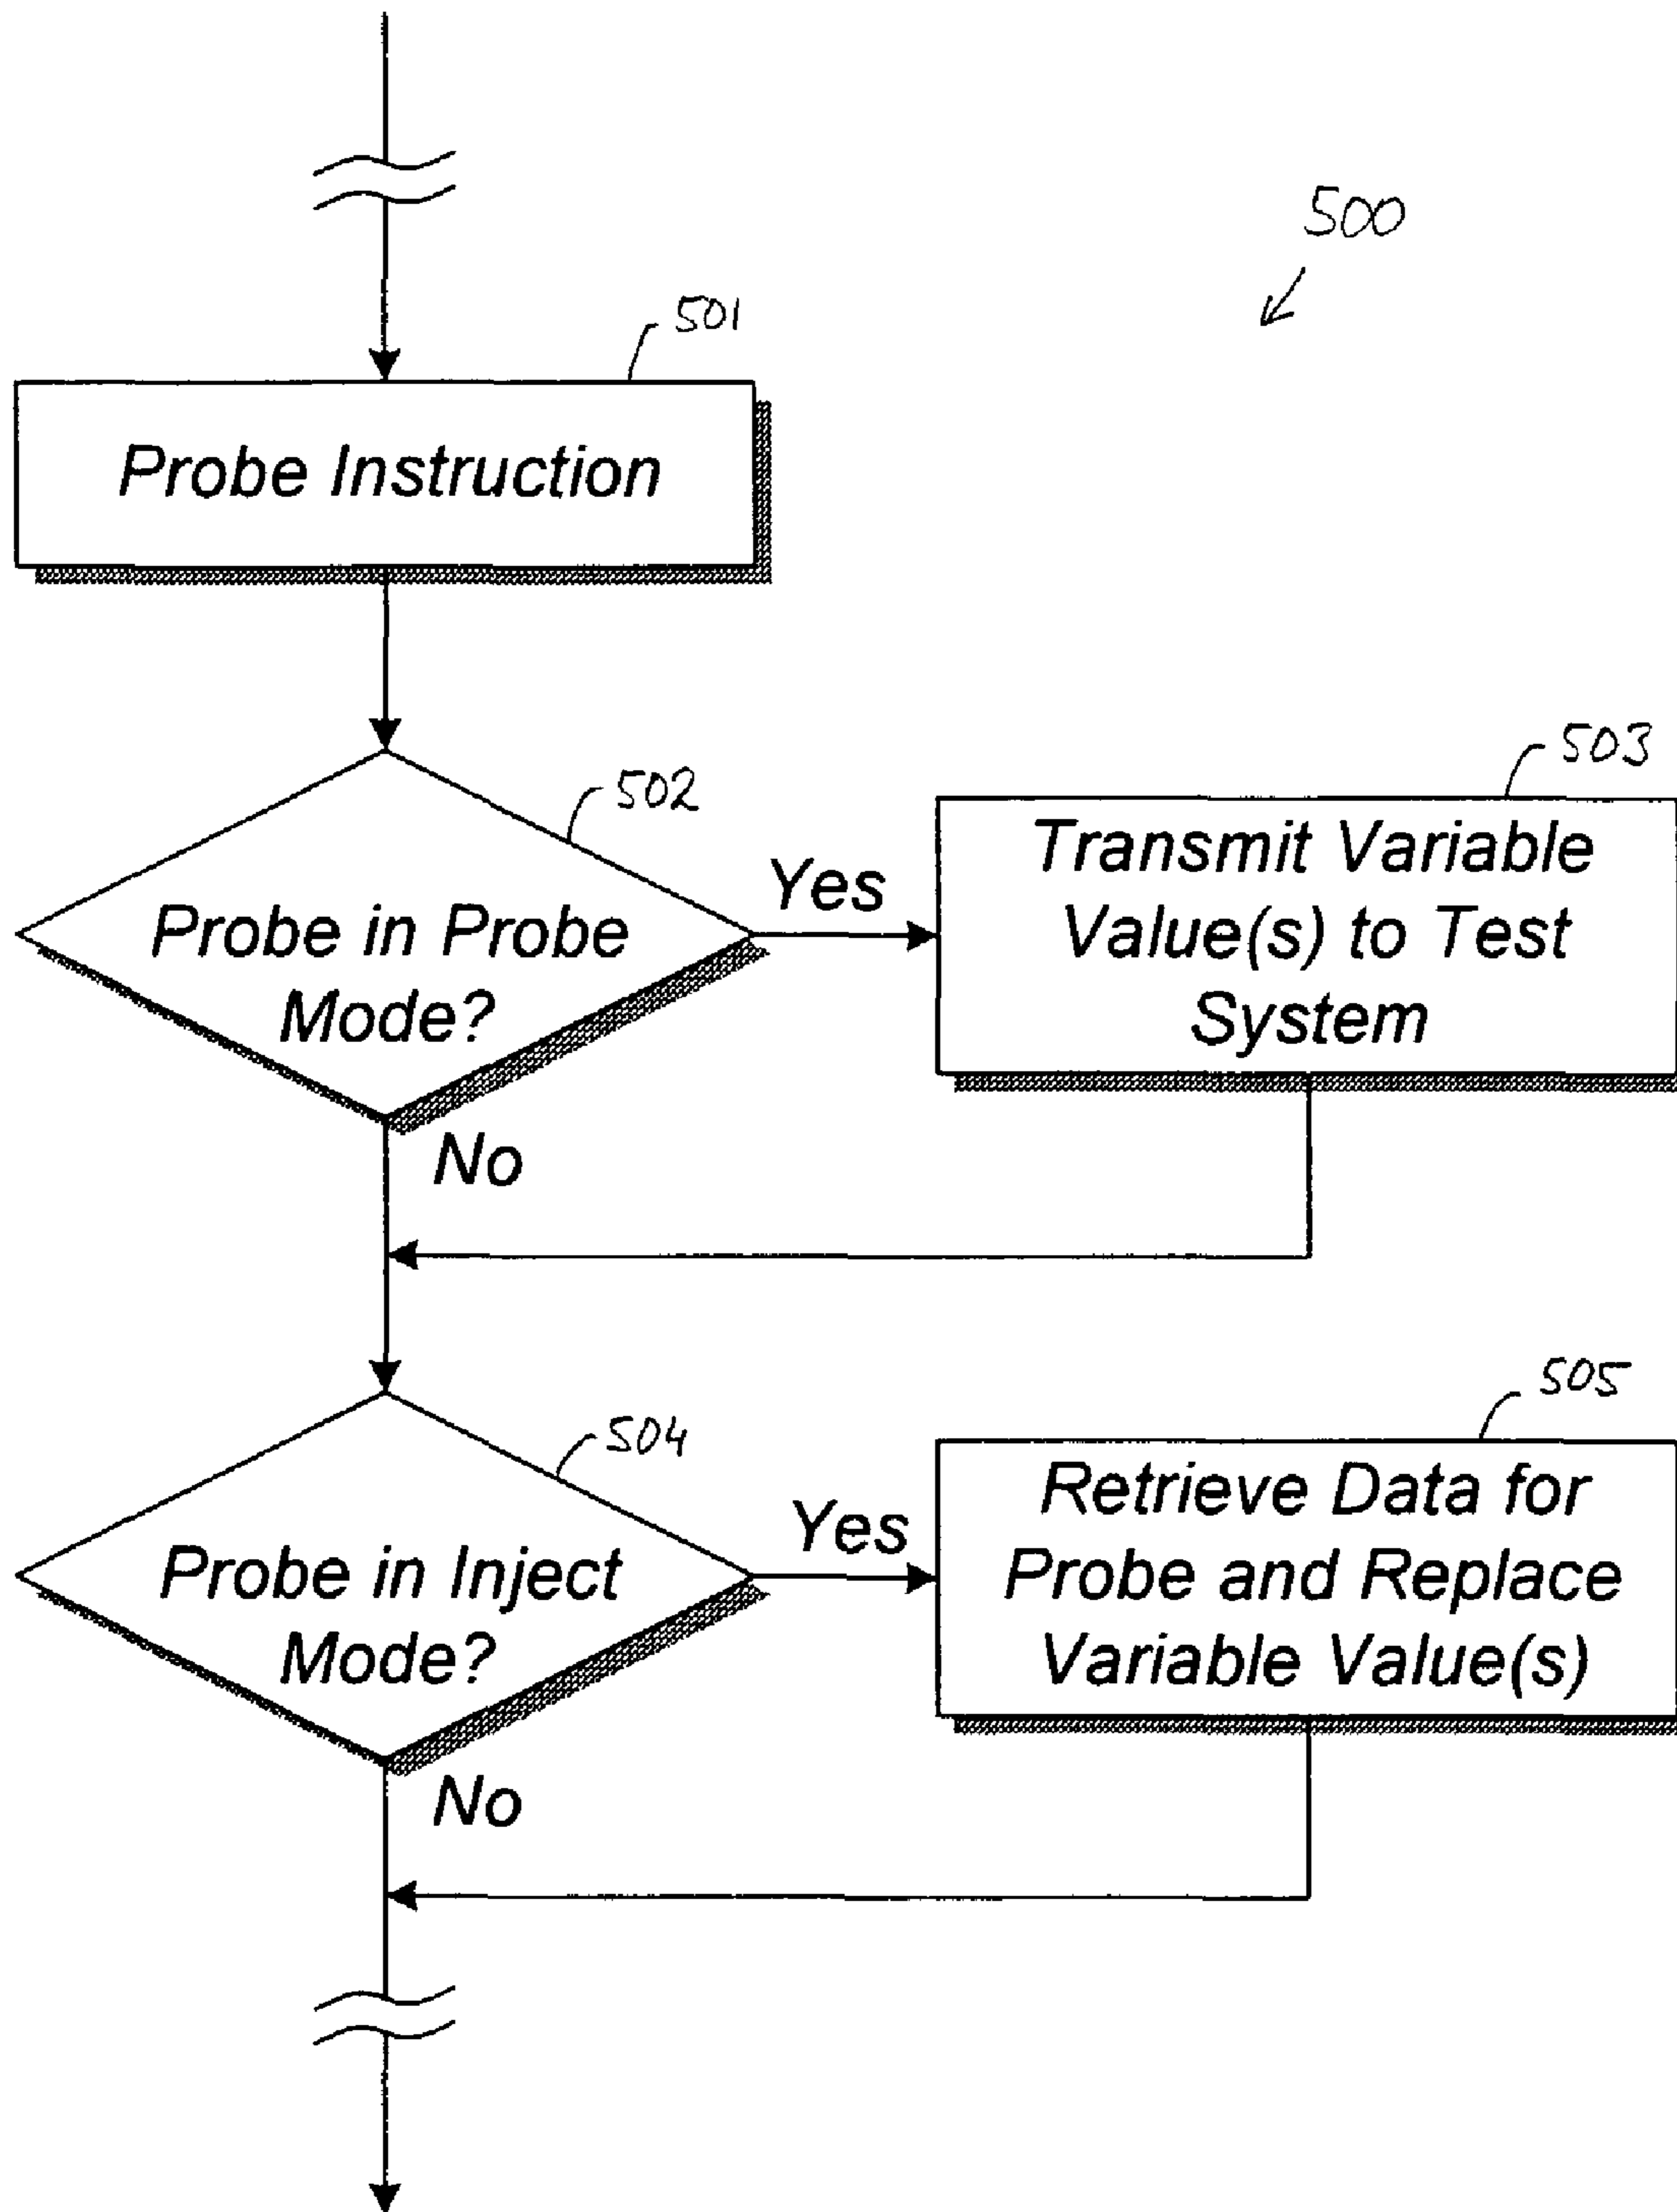 500
501
Probe Instruction
502
Probe in Probe
Mode?
Yes
503
Transmit Variable
Value(s) to Test
System
No
504
Probe in Inject
Mode?
Yes
505
Retrieve Data for
Probe and Replace
Variable Value(s)
No